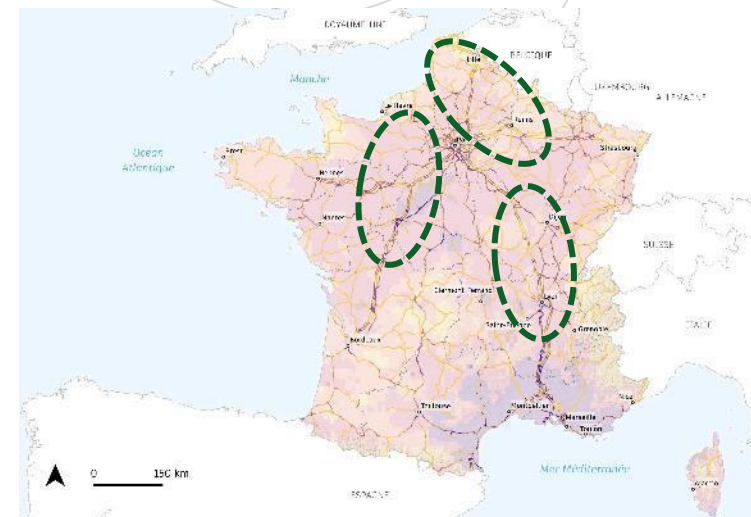 ROYAUME-UNI
BELGIQUE
Lille
LUXEMBOURG
ALLEMAGNE
Manche
Le Havre
Reims
Strasbourg
Océan
Atlantique
Brest
Rennes
Nantes
SUISSE
Clermont-Ferrand
Lyon
Saint-Étienne
Grenoble
ITALIE
Bordeaux
Nice
Toulouse
Montpellier
Marseille
Toulon
Mer Méditerranée
Ajaccio
0
150 km
ESPAGNE